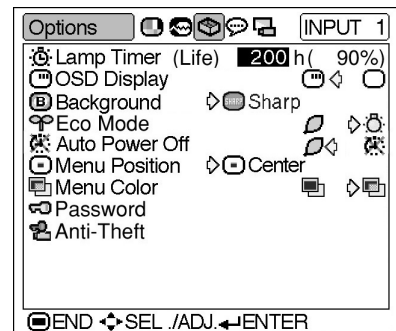 Options INPUT 1
Lamp Timer (Life) 200 h( 90%)
OSD Display
B Background SHARP Sharp
Eco Mode
Auto Power Off
Menu Position Center
Menu Color
Password
Anti-Theft
END SEL ./ADJ. ENTER